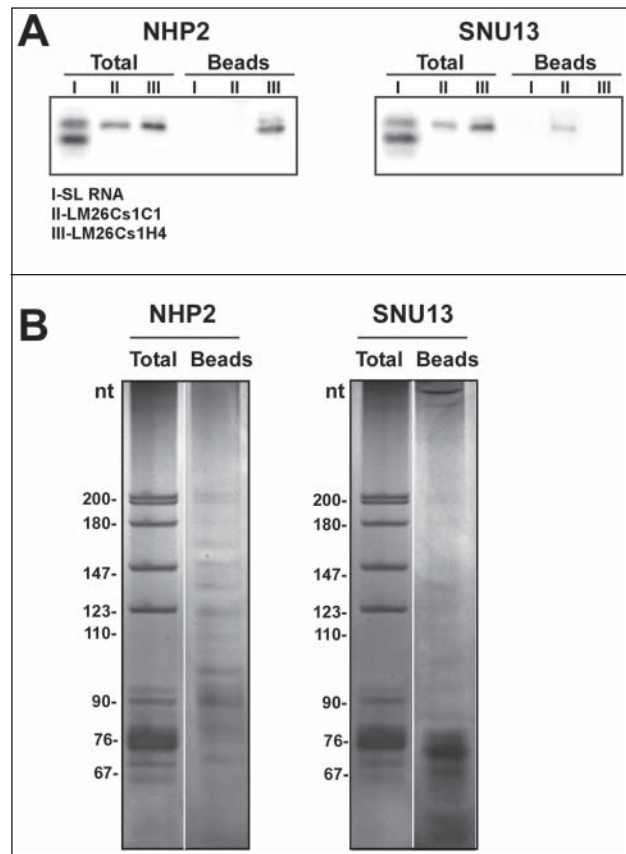 A
NHP2 SNU13
Total Beads Total Beads
I II III I II III I II III I II III
I-SL RNA
II-LM26Cs1C1
III-LM26Cs1H4
B
NHP2 SNU13
Total Beads Total Beads
nt nt
200- 200-
180- 180-
147- 147-
123- 123-
110- 110-
90- 90-
76- 76-
67- 67-